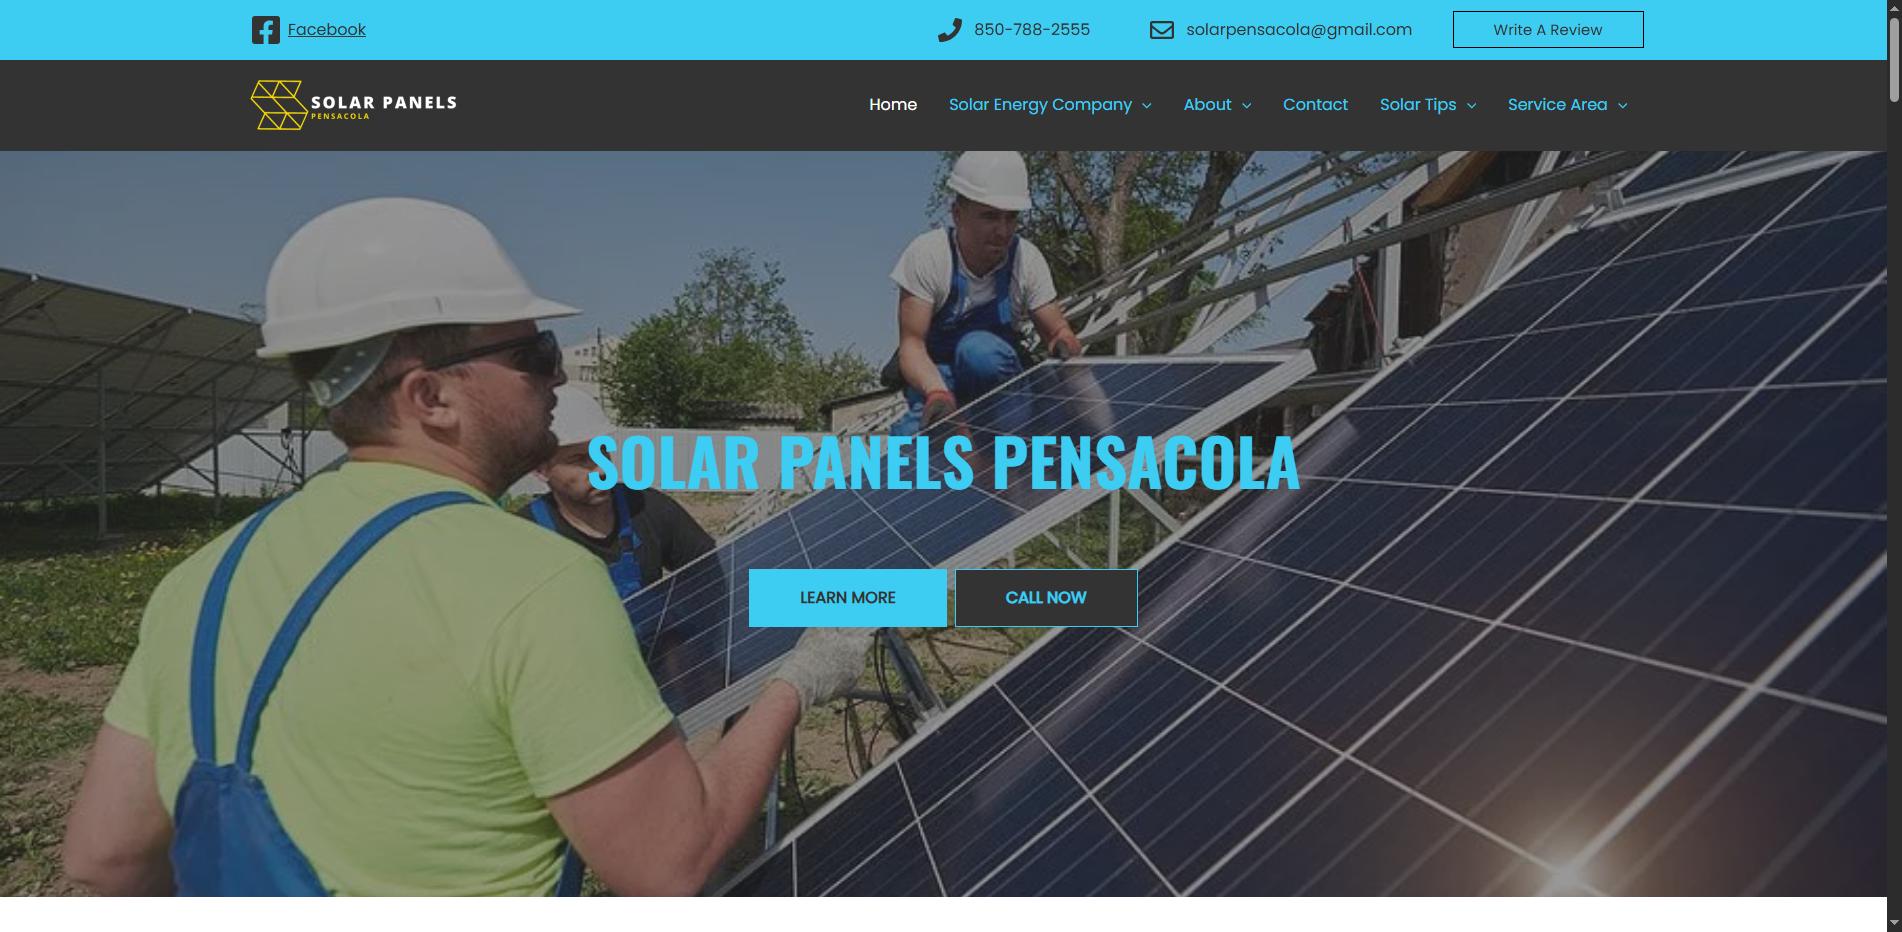 Facebook
850-788-2555
solarpensacola@gmail.com
Write A Review
SOLAR PANELS
PENSACOLA
Home
Solar Energy Company
About
Contact
Solar Tips
Service Area
SOLAR PANELS PENSACOLA
LEARN MORE
CALL NOW